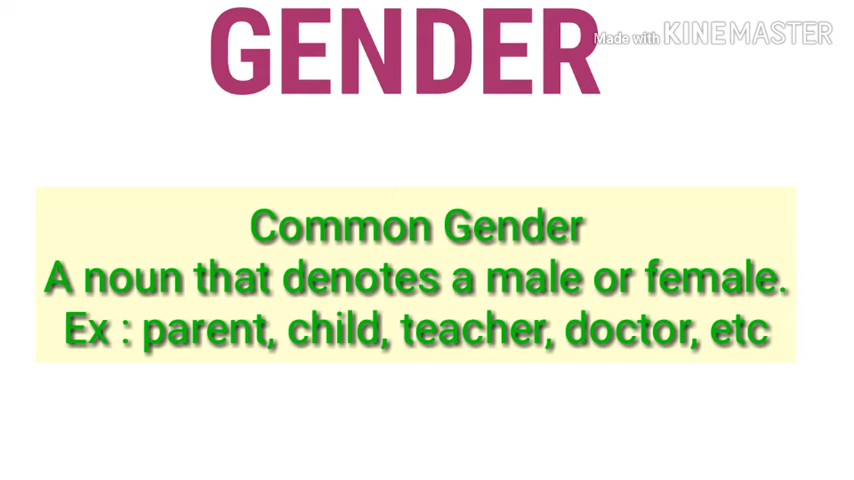 GENDER
Made with KINEMASTER
Common Gender
A noun that denotes a male or female.
Ex : parent, child, teacher, doctor, etc